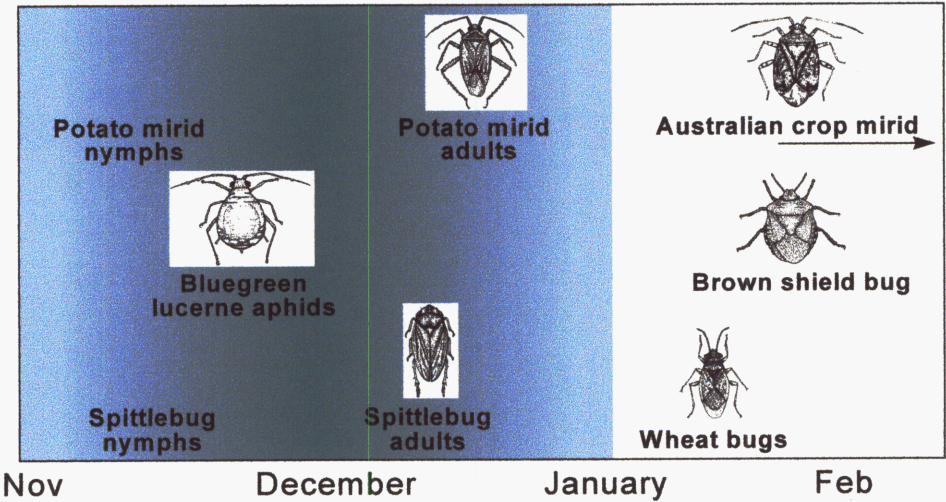 Potato mirid
nymphs
Potato mirid
adults
Australian crop mirid
Bluegreen
lucerne aphids
Brown shield bug
Spittlebug
nymphs
Spittlebug
adults
Wheat bugs
Nov December January Feb